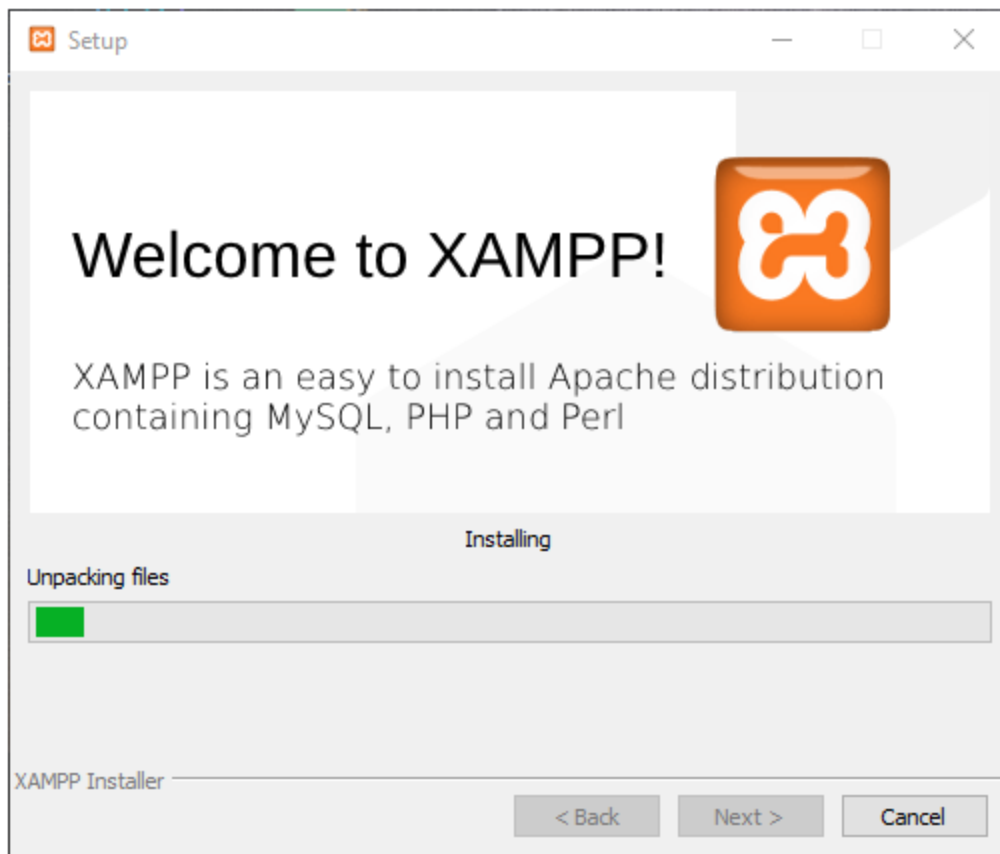 Setup
Welcome to XAMPP!
XAMPP is an easy to install Apache distribution
containing MySQL, PHP and Perl
Installing
Unpacking files
XAMPP Installer
< Back
Next >
Cancel